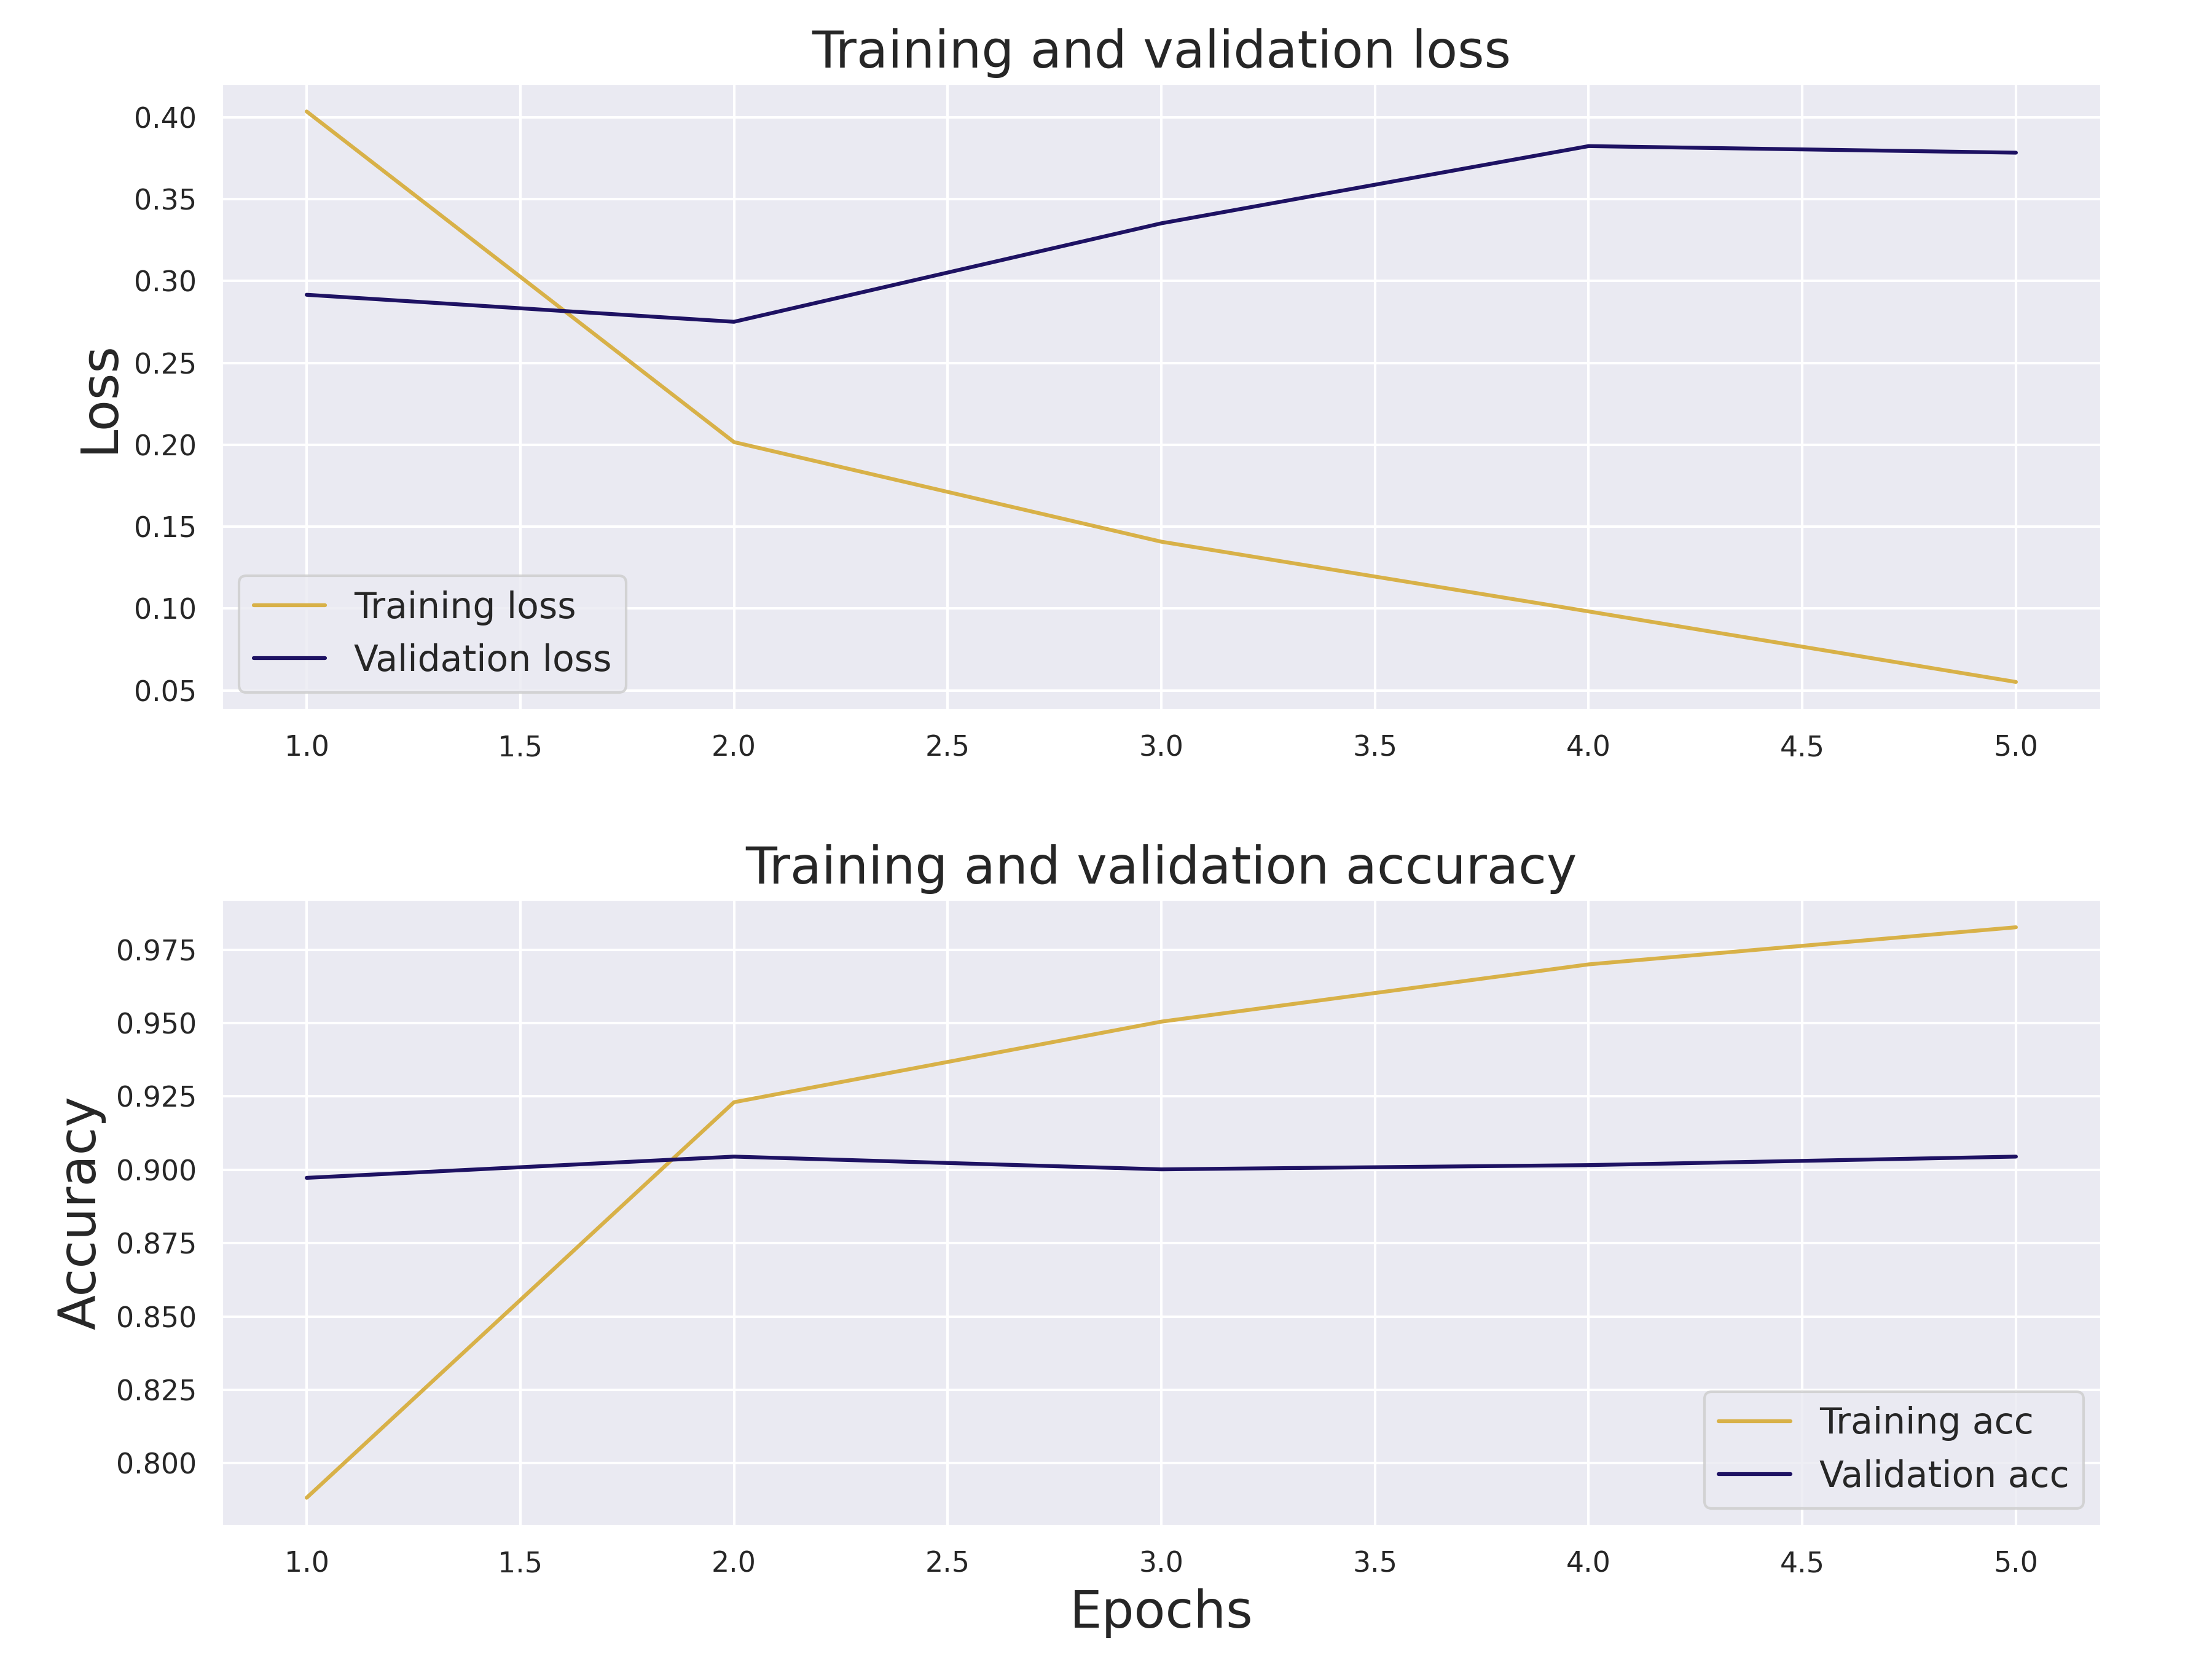 Training and validation loss
0.40
0.35
0.30
0.25
0.20
0.15
0.10
0.05
Loss
Training loss
Validation loss
1.0 1.5 2.0 2.5 3.0 3.5 4.0 4.5 5.0
Training and validation accuracy
0.975
0.950
0.925
0.900
0.875
0.850
0.825
0.800
Accuracy
Training acc
Validation acc
1.0 1.5 2.0 2.5 3.0 3.5 4.0 4.5 5.0
Epochs